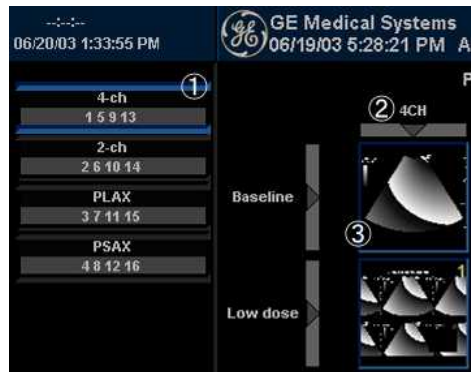 --:--:--
06/20/03 1:33:55 PM
GE Medical Systems
06/19/03 5:28:21 PM A
P
①
4-ch
1 5 9 13
2-ch
2 6 10 14
PLAX
3 7 11 15
PSAX
4 8 12 16
② 4CH
Baseline
③
Low dose
1